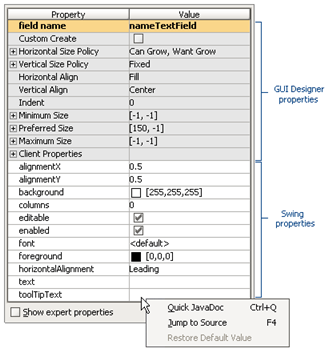 Property Value
field name nameTextField
Custom Create
Horizontal Size Policy Can Grow, Want Grow
Vertical Size Policy Fixed
Horizontal Align Fill
Vertical Align Center
Indent 0
Minimum Size [-1, -1]
Preferred Size [150, -1]
Maximum Size [-1, -1]
Client Properties
alignmentX 0.5
alignmentY 0.5
background [255,255,255]
columns 0
editable
enabled
font <default>
foreground [0,0,0]
horizontalAlignment Leading
text
toolTipText
Show expert properties
GUI Designer
properties
Swing
properties
Quick JavaDoc Ctrl+Q
Jump to Source F4
Restore Default Value